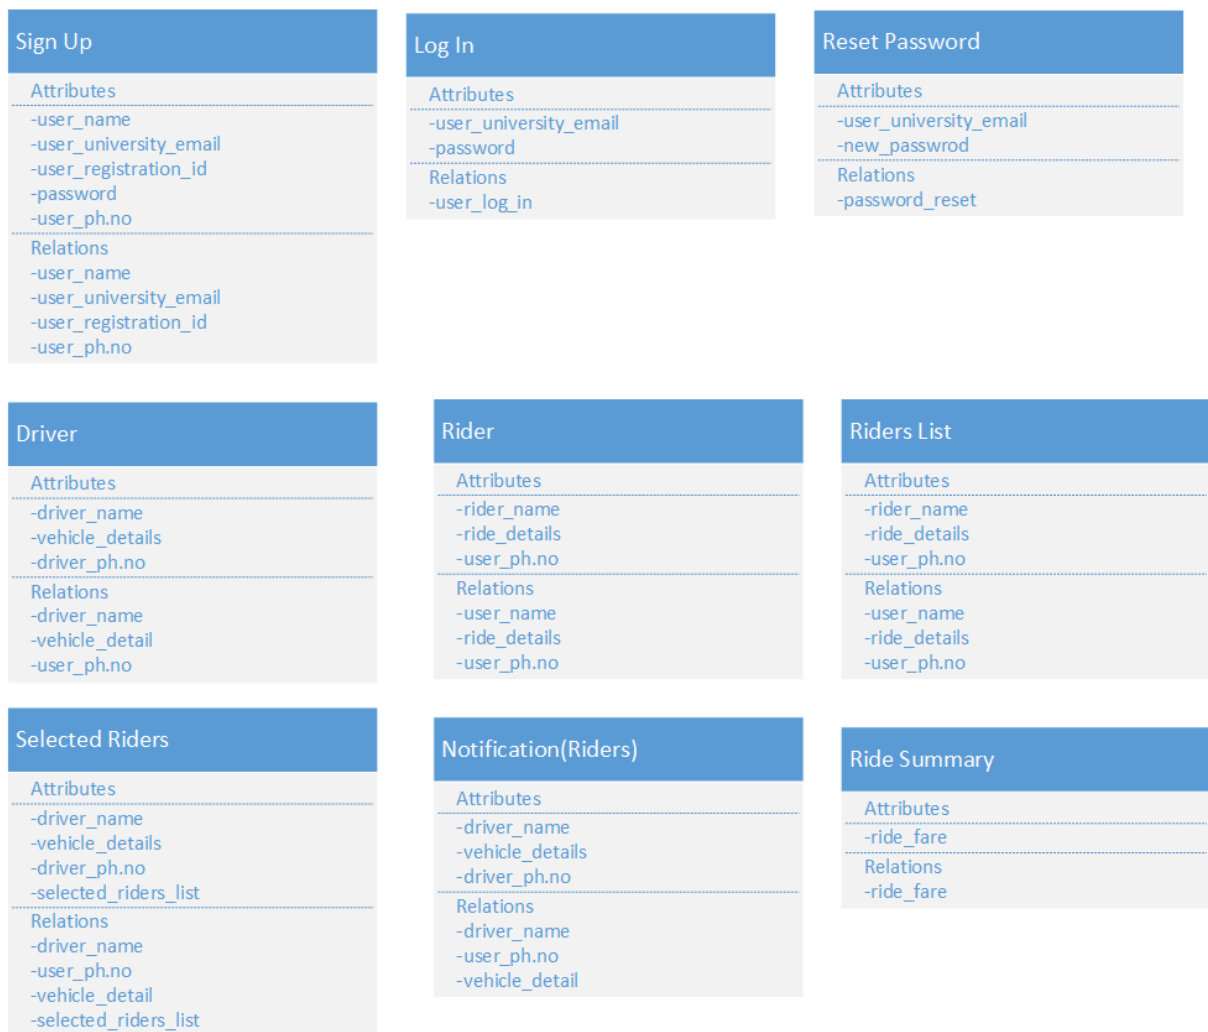 Sign Up
Attributes
-user_name
-user_university_email
-user_registration_id
-password
-user_ph.no
Relations
-user_name
-user_university_email
-user_registration_id
-user_ph.no
Log In
Attributes
-user_university_email
-password
Relations
-user_log_in
Reset Password
Attributes
-user_university_email
-new_passwrod
Relations
-password_reset
Driver
Attributes
-driver_name
-vehicle_details
-driver_ph.no
Relations
-driver_name
-vehicle_detail
-user_ph.no
Rider
Attributes
-rider_name
-ride_details
-user_ph.no
Relations
-user_name
-ride_details
-user_ph.no
Riders List
Attributes
-rider_name
-ride_details
-user_ph.no
Relations
-user_name
-ride_details
-user_ph.no
Selected Riders
Attributes
-driver_name
-vehicle_details
-driver_ph.no
-selected_riders_list
Relations
-driver_name
-user_ph.no
-vehicle_detail
-selected_riders_list
Notification(Riders)
Attributes
-driver_name
-vehicle_details
-driver_ph.no
Relations
-driver_name
-user_ph.no
-vehicle_detail
Ride Summary
Attributes
-ride_fare
Relations
-ride_fare